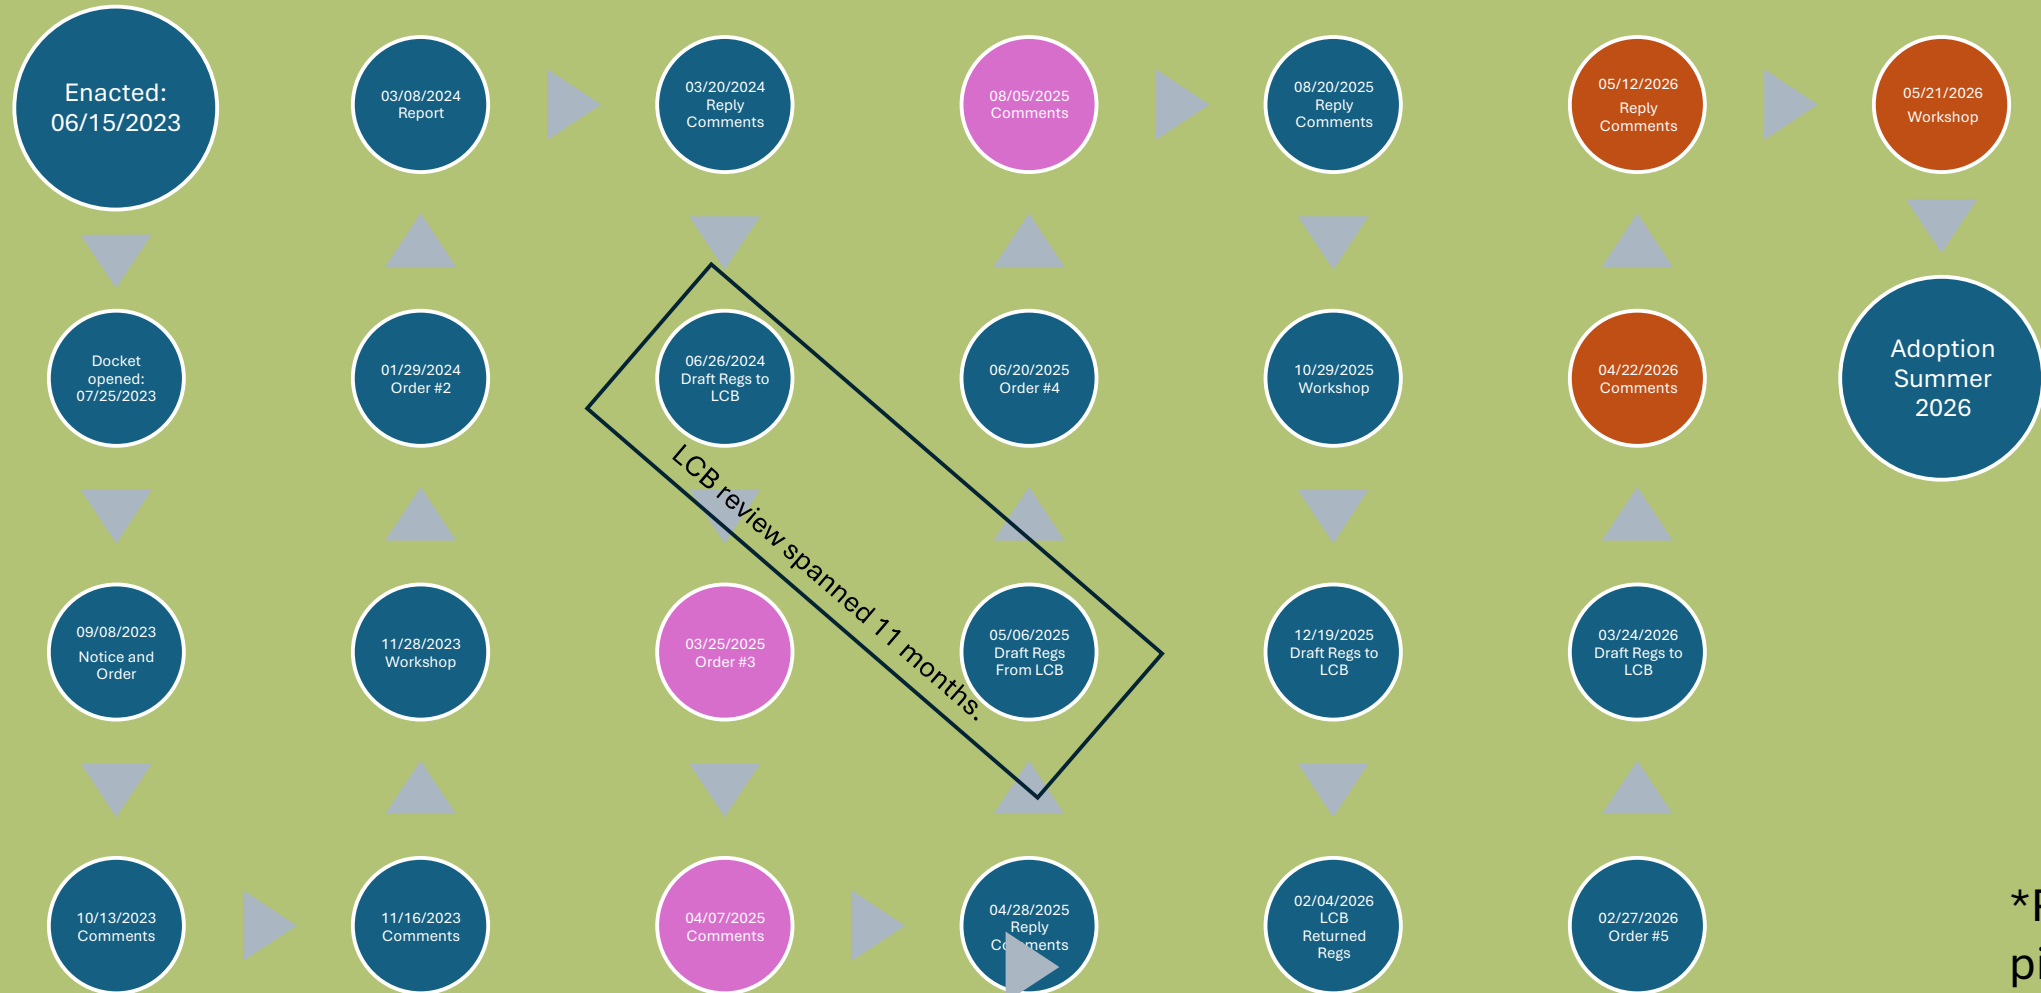 Enacted:
06/15/2023
Docket
opened:
07/25/2023
09/08/2023
Notice and
Order
10/13/2023
Comments
11/16/2023
Comments
11/28/2023
Workshop
01/29/2024
Order #2
03/08/2024
Report
03/20/2024
Reply
Comments
06/26/2024
Draft Regs to
LCB
LCB review spanned 11 months.
03/25/2025
Order #3
04/07/2025
Comments
04/28/2025
Reply
Comments
05/06/2025
Draft Regs
From LCB
06/20/2025
Order #4
08/05/2025
Comments
08/20/2025
Reply
Comments
10/29/2025
Workshop
12/19/2025
Draft Regs to
LCB
02/04/2026
LCB
Returned
Regs
02/27/2026
Order #5
03/24/2026
Draft Regs to
LCB
04/22/2026
Comments
05/12/2026
Reply
Comments
05/21/2026
Workshop
Adoption
Summer
2026